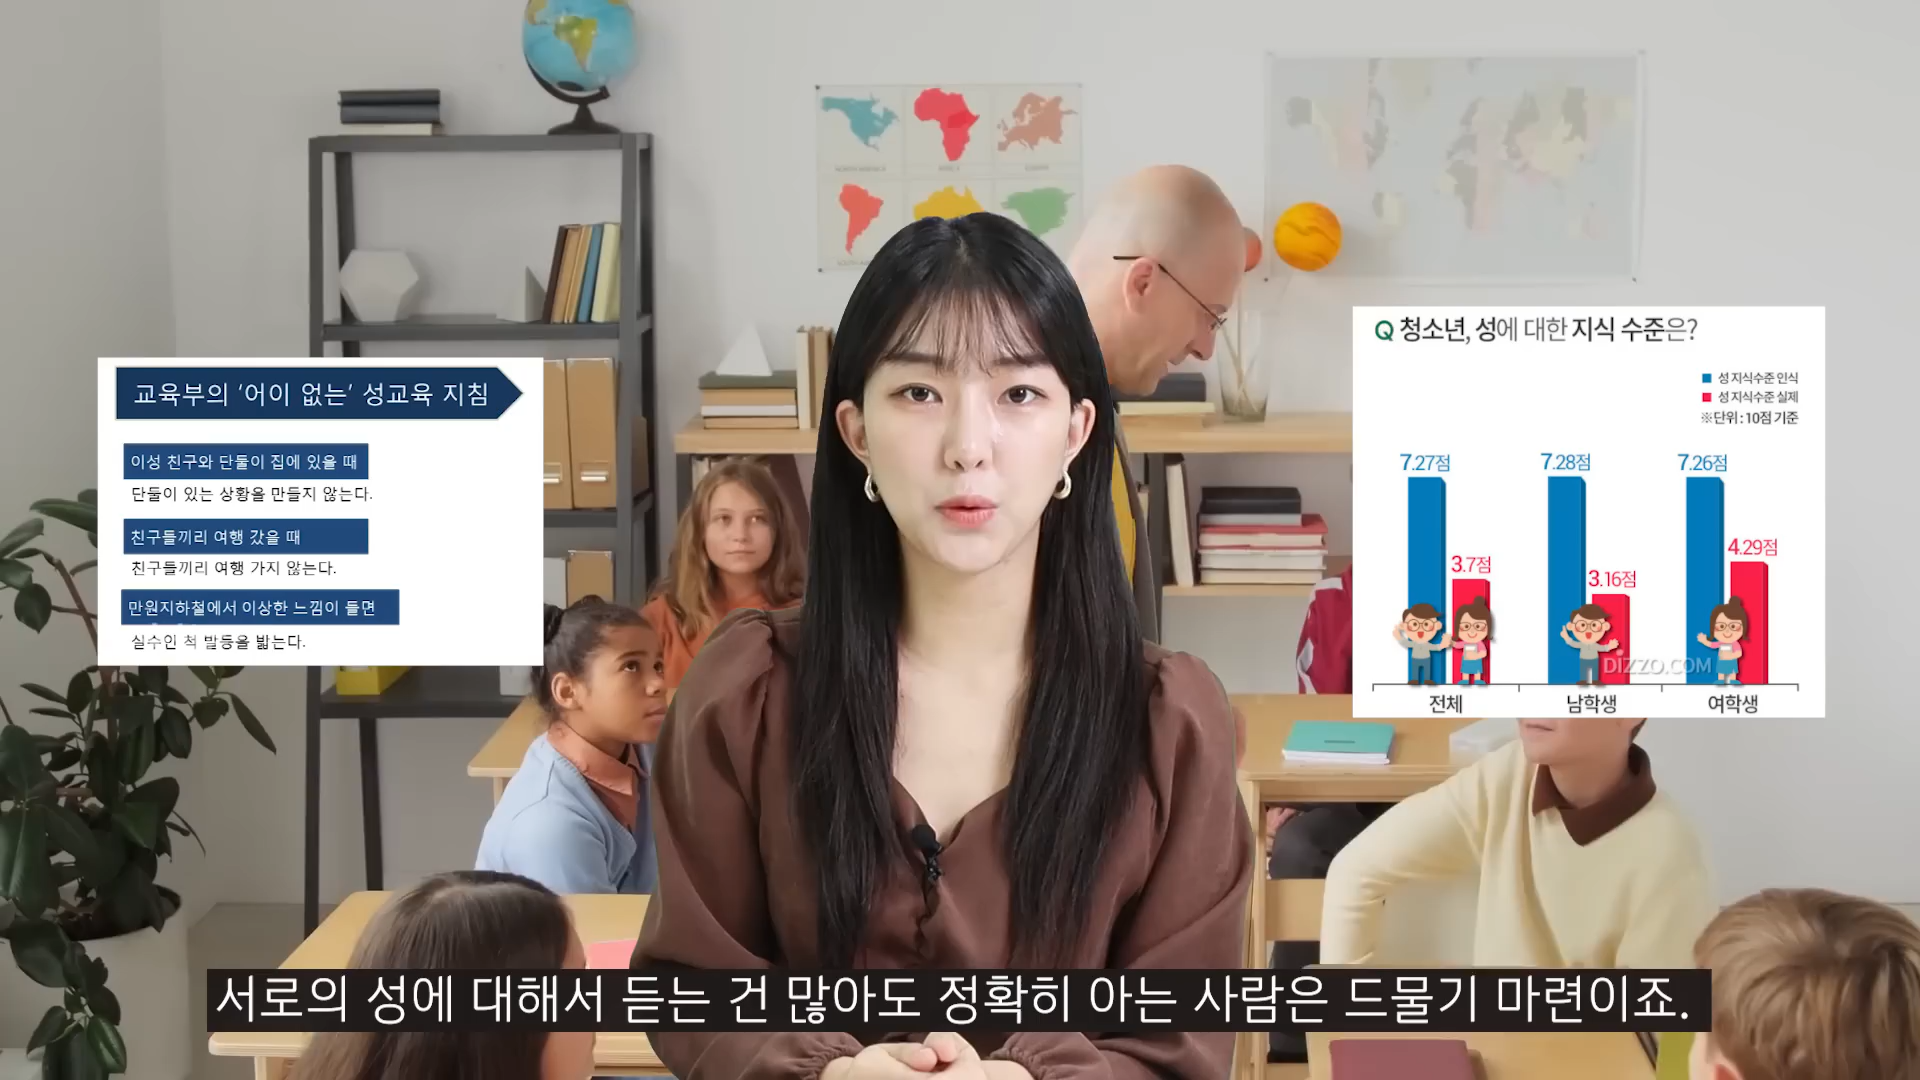 교육부의 ‘어이 없는’ 성교육 지침
이성 친구와 단둘이 집에 있을 때
단둘이 있는 상황을 만들지 않는다.
친구들끼리 여행 갔을 때
친구들끼리 여행 가지 않는다.
만원지하철에서 이상한 느낌이 들면
실수인 척 발등을 밟는다.
Q 청소년, 성에 대한 지식 수준은?
성 지식수준 인식
성 지식수준 실제
※단위 : 10점 기준
7.27점
7.28점
7.26점
3.7점
3.16점
4.29점
DIZZO.COM
전체
남학생
여학생
NORTH AMERICA
서로의 성에 대해서 듣는 건 많아도 정확히 아는 사람은 드물기 마련이죠.